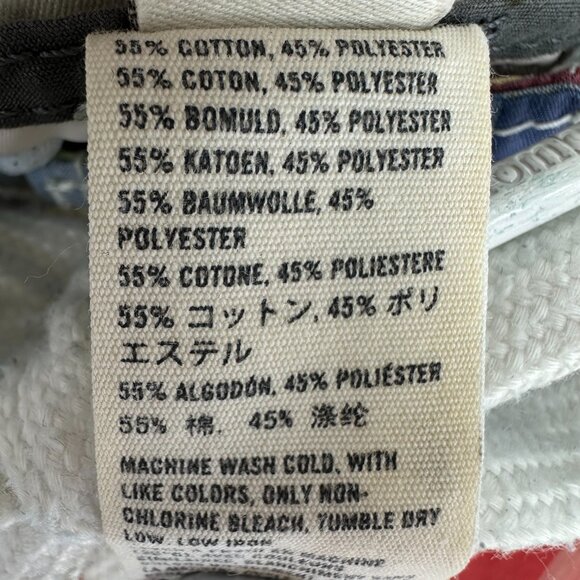 55% COTTON, 45% POLYESTER
55% COTON, 45% POLYESTER
55% BOMULD, 45% POLYESTER
55% KATOEN, 45% POLYESTER
55% BAUMWOLLE, 45%
POLYESTER
55% COTONE, 45% POLIESTERE
55% コットン, 45% ポリ
エステル
55% ALGODÓN, 45% POLIÉSTER
55% 棉, 45% 涤纶
MACHINE WASH COLD, WITH
LIKE COLORS, ONLY NON-
CHLORINE BLEACH, TUMBLE DRY
LOW, LOW IRON
MACHINE